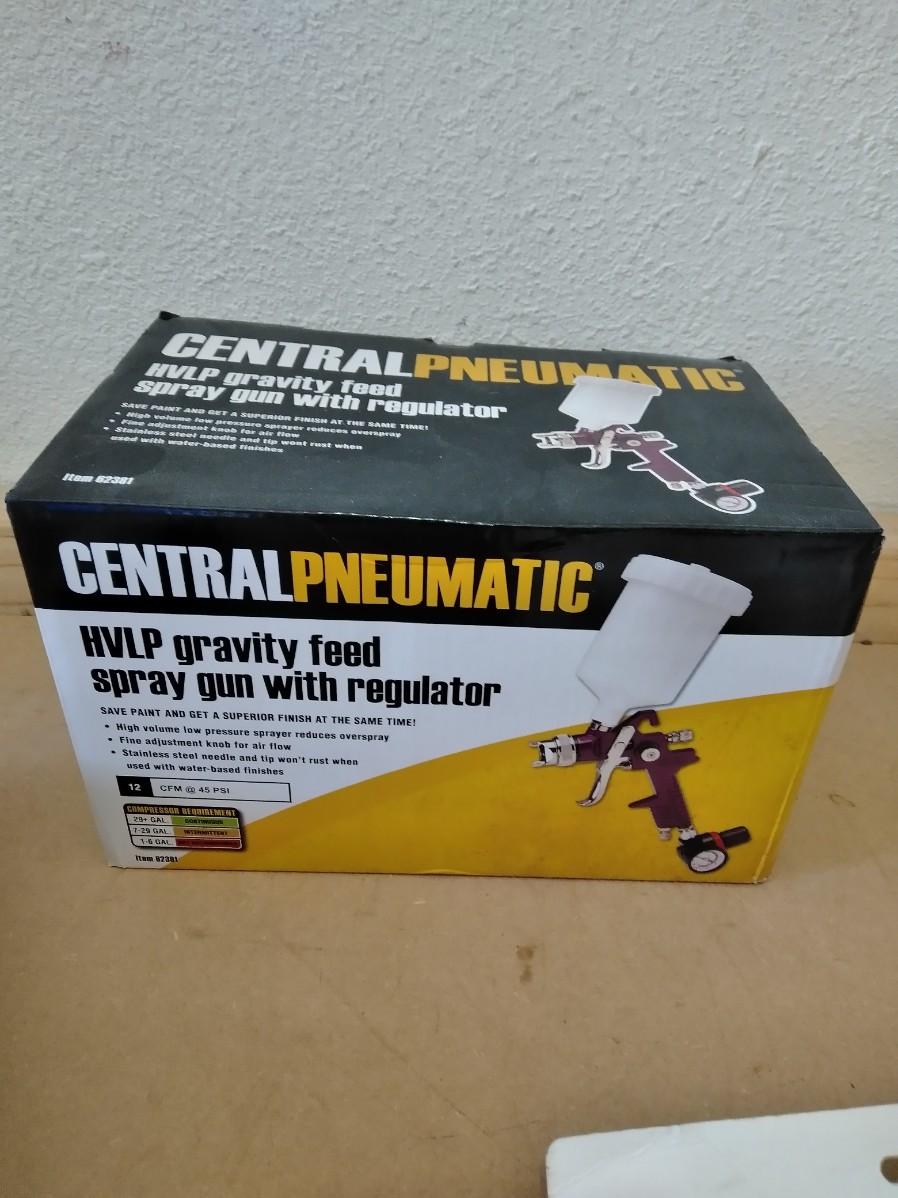 CENTRALPNEUMATIC
HVLP gravity feed
spray gun with regulator
SAVE PAINT AND GET A SUPERIOR FINISH AT THE SAME TIME!
• High volume low pressure sprayer reduces overspray
• Fine adjustment knob for air flow
• Stainless steel needle and tip wont rust when
used with water-based finishes
Item 62381
CENTRALPNEUMATIC®
HVLP gravity feed
spray gun with regulator
SAVE PAINT AND GET A SUPERIOR FINISH AT THE SAME TIME!
• High volume low pressure sprayer reduces overspray
• Fine adjustment knob for air flow
• Stainless steel needle and tip won't rust when
used with water-based finishes
12 CFM @ 45 PSI
COMPRESSOR REQUIREMENT
29+ GAL. CONTINUOUS
7-29 GAL. INTERMITTENT
1-6 GAL.
Item 62381